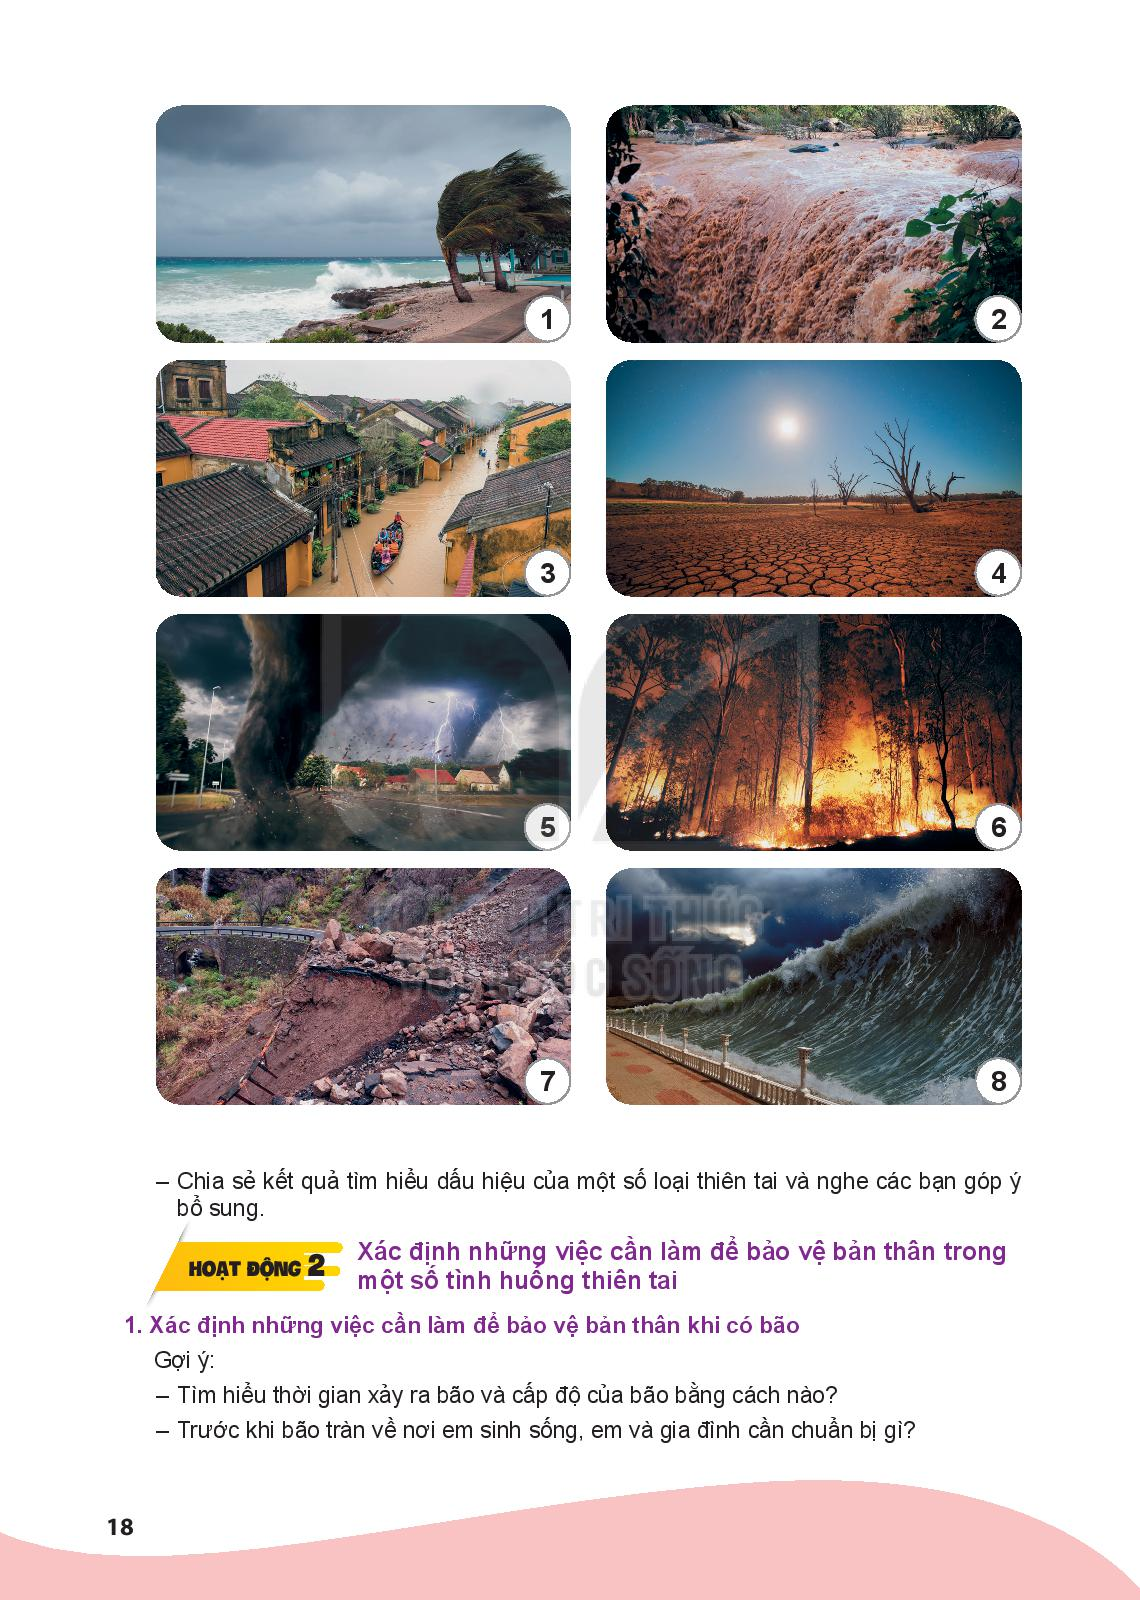 1
2
3
4
5
6
7
8
– Chia sẻ kết quả tìm hiểu dấu hiệu của một số loại thiên tai và nghe các bạn góp ý
bổ sung.
HOẠT ĐỘNG 2
Xác định những việc cần làm để bảo vệ bản thân trong
một số tình huống thiên tai
1. Xác định những việc cần làm để bảo vệ bản thân khi có bão
Gợi ý:
– Tìm hiểu thời gian xảy ra bão và cấp độ của bão bằng cách nào?
– Trước khi bão tràn về nơi em sinh sống, em và gia đình cần chuẩn bị gì?
18